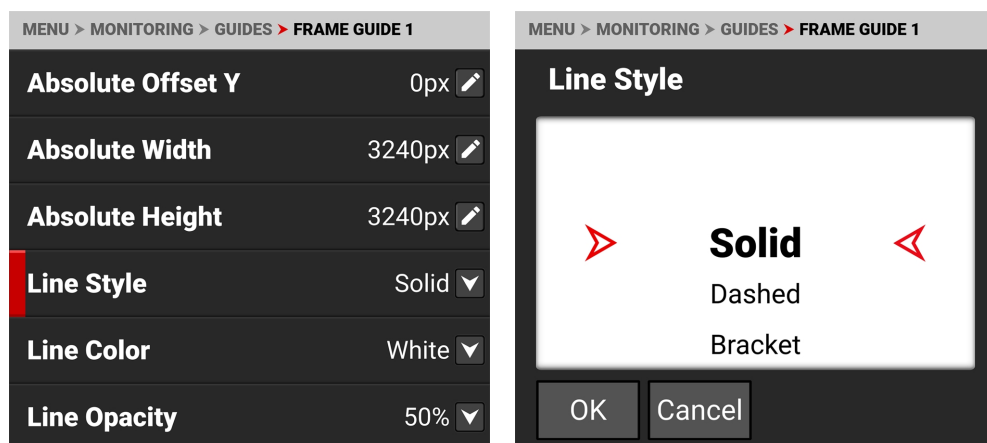 MENU > MONITORING > GUIDES > FRAME GUIDE 1
Absolute Offset Y 0px
Absolute Width 3240px
Absolute Height 3240px
Line Style Solid
Line Color White
Line Opacity 50%
MENU > MONITORING > GUIDES > FRAME GUIDE 1
Line Style
Solid
Dashed
Bracket
OK Cancel